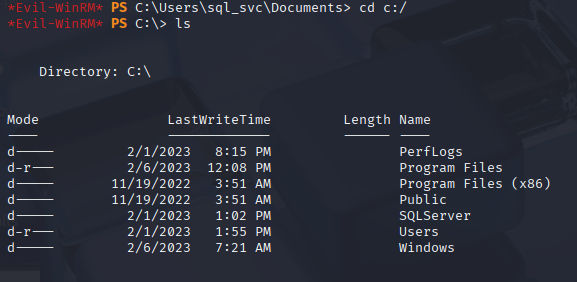 *Evil-WinRM* PS C:\Users\sql_svc\Documents> cd c:/
*Evil-WinRM* PS C:\> ls
Directory: C:\
Mode LastWriteTime Length Name
---- ------------- ------ ----
d----- 2/1/2023 8:15 PM PerfLogs
d-r--- 2/6/2023 12:08 PM Program Files
d----- 11/19/2022 3:51 AM Program Files (x86)
d----- 11/19/2022 3:51 AM Public
d----- 2/1/2023 1:02 PM SQLServer
d-r--- 2/1/2023 1:55 PM Users
d----- 2/6/2023 7:21 AM Windows